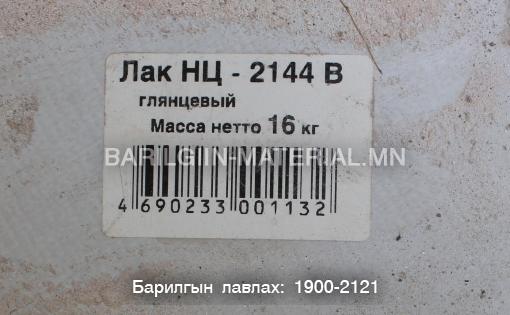 Лак НЦ - 2144 В
глянцевый
Масса нетто 16 кг
BARILGIIN-MATERIAL.MN
4 690233 001132
Барилгын лавлах: 1900-2121